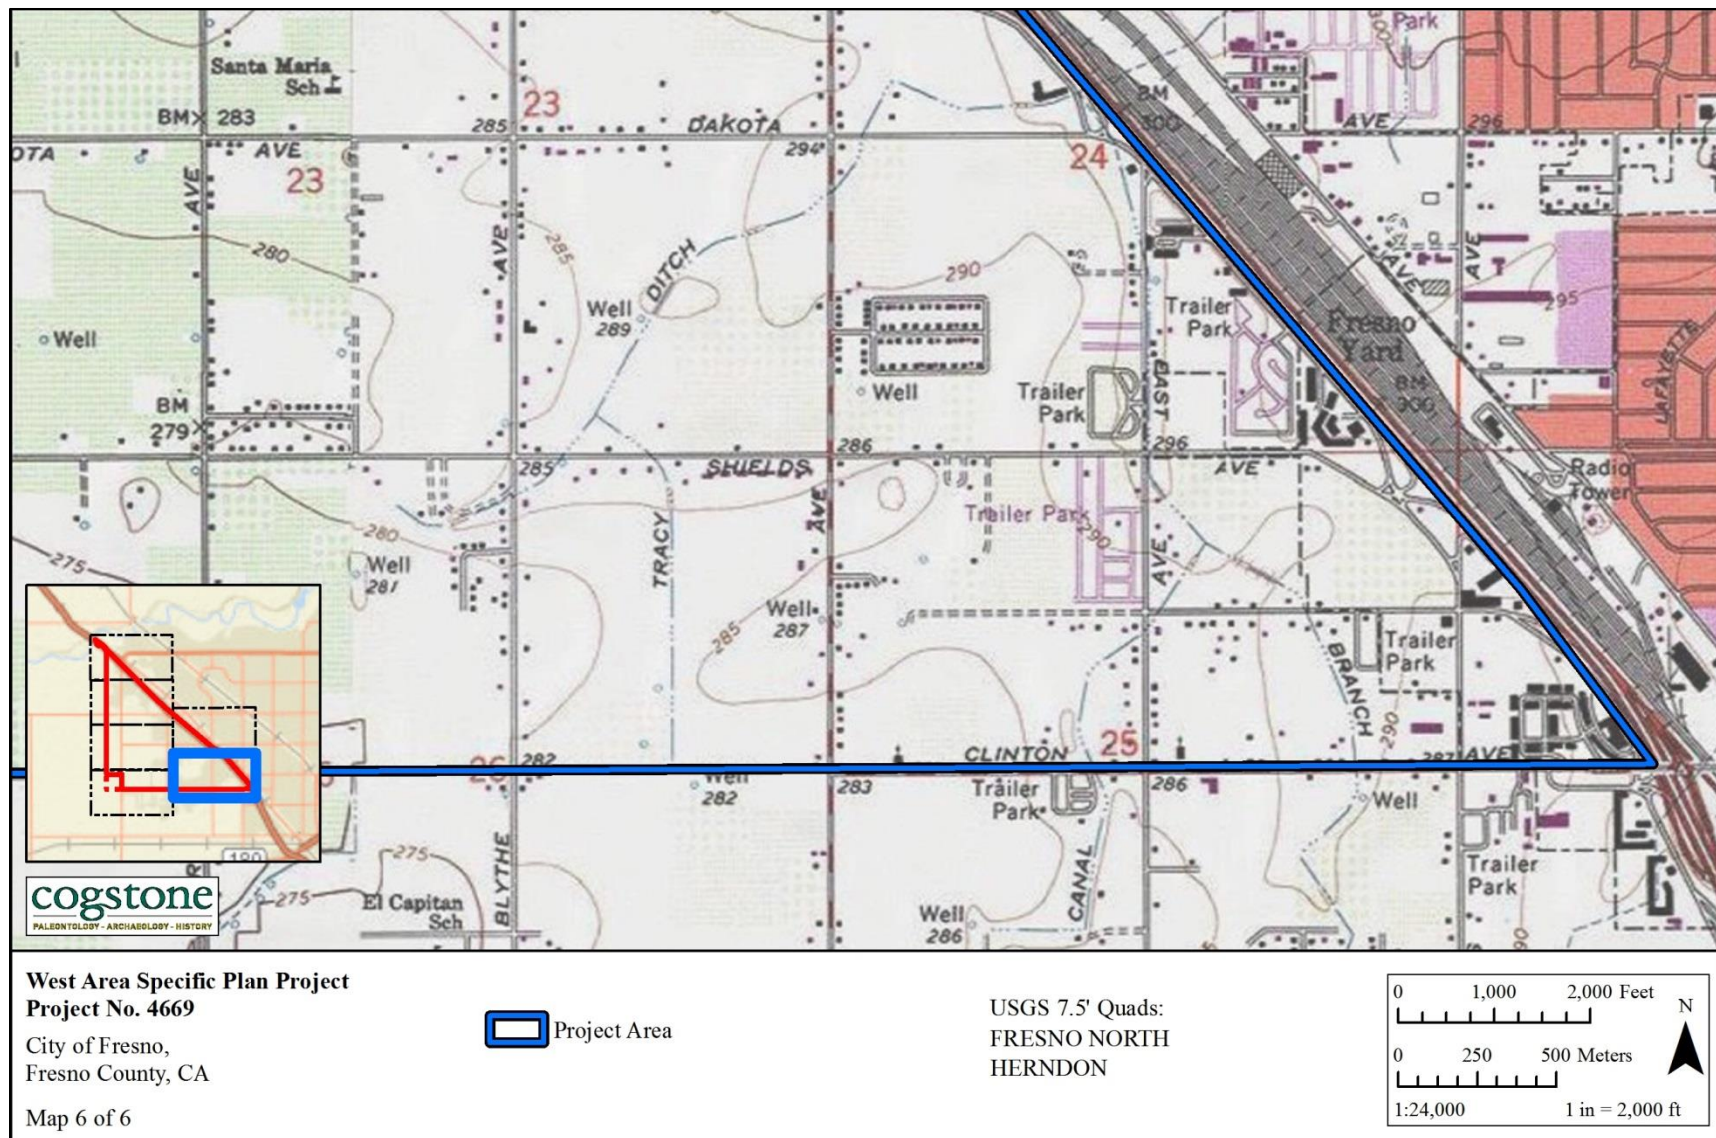 Park
300
Santa Maria
Sch
BM 283
23
285
DAKOTA
294
BM
300
AVE
296
OTA
AVE
23
24
AVE
AVE
280
285
Well
289
DITCH
290
Trailer
Park
EAST
Fresno
Yard
AVE
AVE
295
LAFAYETTE
Well
BM
279
Well
Trailer
Park
BM
300
285
SHIELDS
286
296
AVE
Radio
Tower
AVE
Trailer Park
290
280
275
Well
281
TRACY
AVE
Well
287
285
BRANCH
Trailer
Park
290
282
CLINTON
25
287
AVE
26
Well
282
283
Trailer
Park
286
Well
180
275
275
El Capitan
Sch
BLYTHE
Well
286
CANAL
Trailer
Park
290
R
cogstone
PALEONTOLOGY - ARCHAEOLOGY - HISTORY
West Area Specific Plan Project
Project No. 4669
City of Fresno,
Fresno County, CA
Map 6 of 6
Project Area
USGS 7.5' Quads:
FRESNO NORTH
HERNDON
0 1,000 2,000 Feet
N
0 250 500 Meters
1:24,000 1 in = 2,000 ft